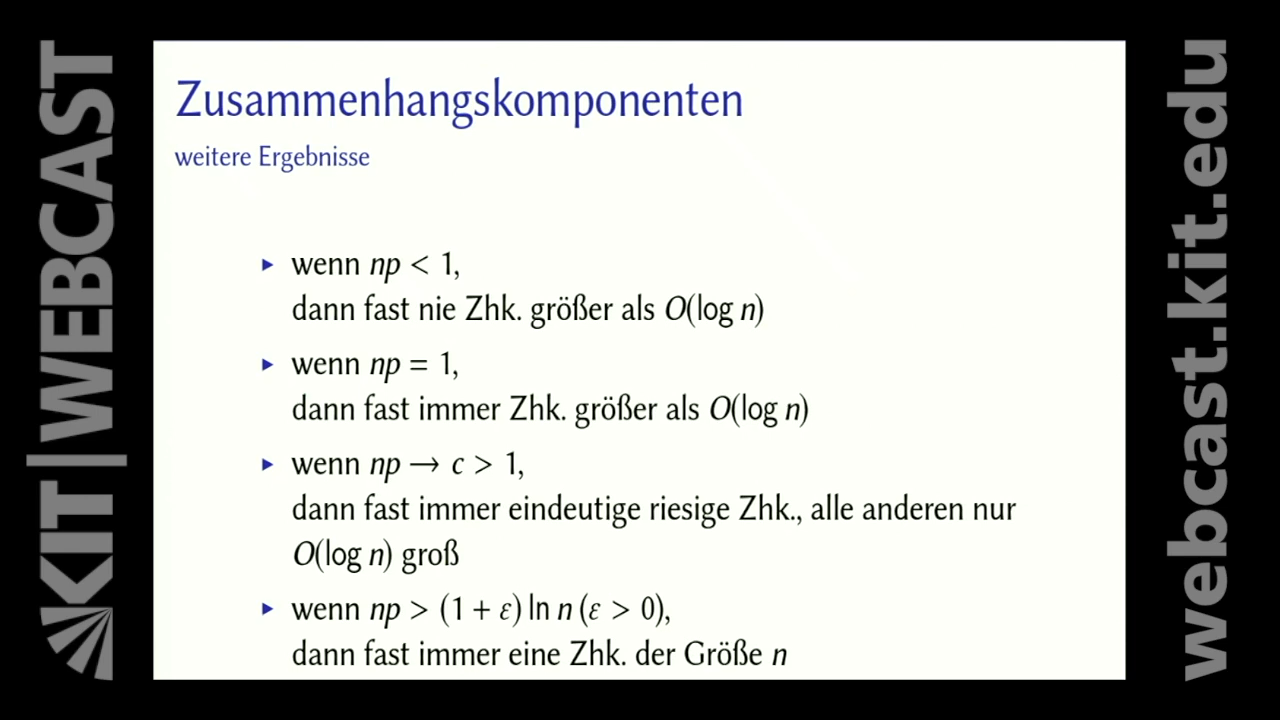 KIT | WEBCAST
Zusammenhangskomponenten
weitere Ergebnisse
▸ wenn np < 1,
dann fast nie Zhk. größer als O(log n)
▸ wenn np = 1,
dann fast immer Zhk. größer als O(log n)
▸ wenn np → c > 1,
dann fast immer eindeutige riesige Zhk., alle anderen nur
O(log n) groß
▸ wenn np > (1 + ε) ln n (ε > 0),
dann fast immer eine Zhk. der Größe n
webcast.kit.edu